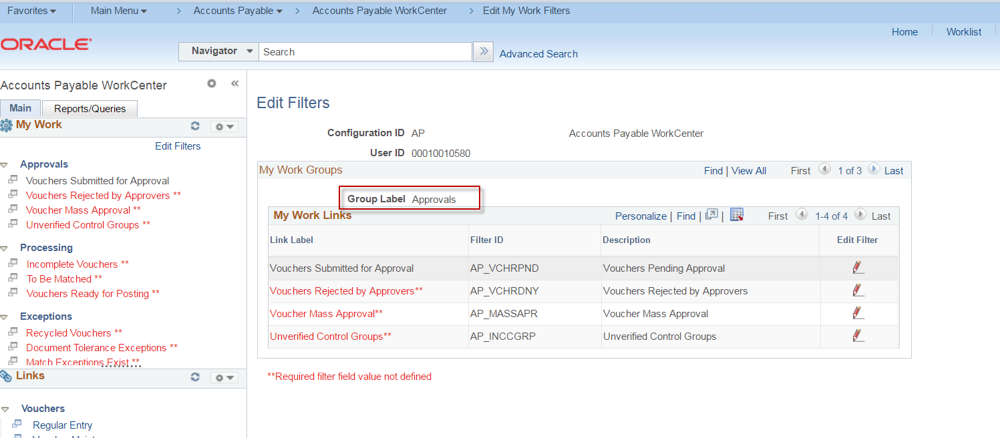 Favorites Main Menu > Accounts Payable > Accounts Payable WorkCenter > Edit My Work Filters
Home Worklist
ORACLE
Navigator Search » Advanced Search
Accounts Payable WorkCenter «
Main Reports/Queries
My Work
Edit Filters
Approvals
Vouchers Submitted for Approval
Vouchers Rejected by Approvers **
Voucher Mass Approval **
Unverified Control Groups **
Processing
Incomplete Vouchers **
To Be Matched **
Vouchers Ready for Posting **
Exceptions
Recycled Vouchers **
Document Tolerance Exceptions **
Match Exceptions Exist **
Links
Vouchers
Regular Entry
Edit Filters
Configuration ID AP Accounts Payable WorkCenter
User ID 00010010580
My Work Groups Find | View All First 1 of 3 Last
Group Label Approvals
My Work Links Personalize | Find | | First 1-4 of 4 Last
Link Label Filter ID Description Edit Filter
Vouchers Submitted for Approval AP_VCHRPND Vouchers Pending Approval
Vouchers Rejected by Approvers** AP_VCHRDNY Vouchers Rejected by Approvers
Voucher Mass Approval** AP_MASSAPR Voucher Mass Approval
Unverified Control Groups** AP_INCCGRP Unverified Control Groups
**Required filter field value not defined